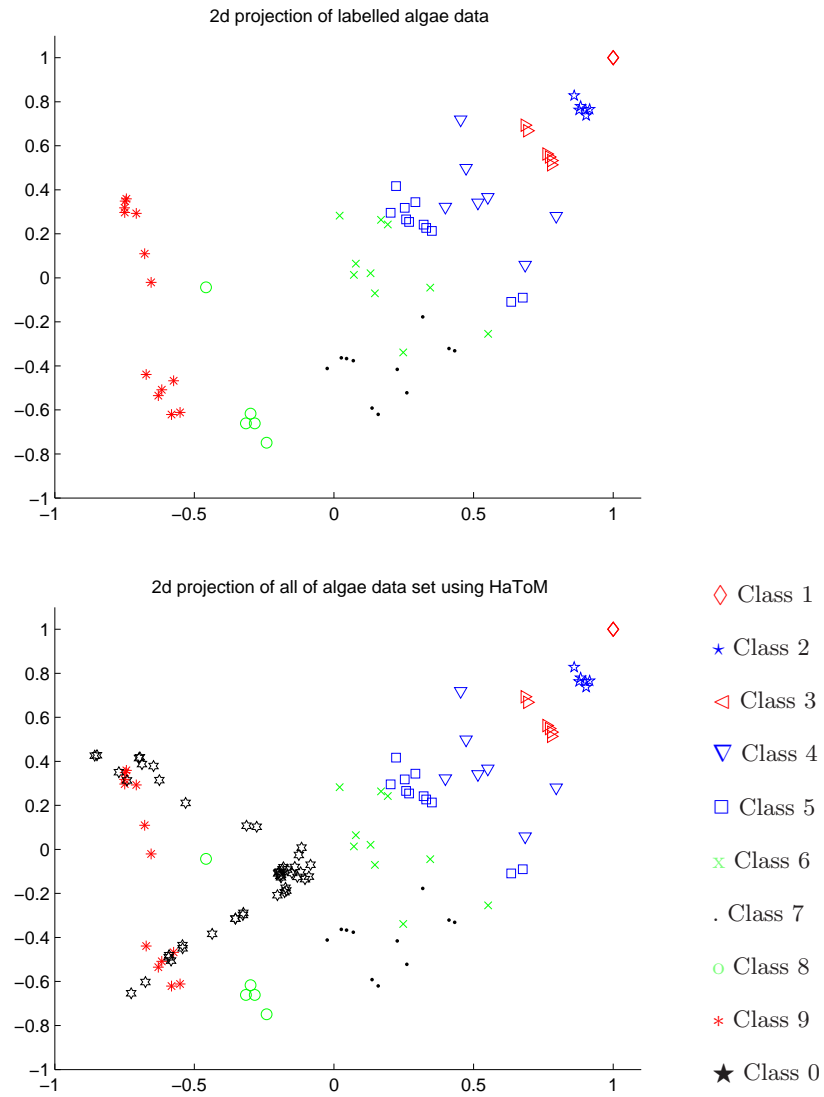 2d projection of labelled algae data
1
0.8
0.6
0.4
0.2
0
−0.2
−0.4
−0.6
−0.8
−1
−1 −0.5 0 0.5 1
2d projection of all of algae data set using HaToM
1
0.8
0.6
0.4
0.2
0
−0.2
−0.4
−0.6
−0.8
−1
−1 −0.5 0 0.5 1
Class 1
Class 2
Class 3
Class 4
Class 5
x Class 6
. Class 7
o Class 8
* Class 9
Class 0